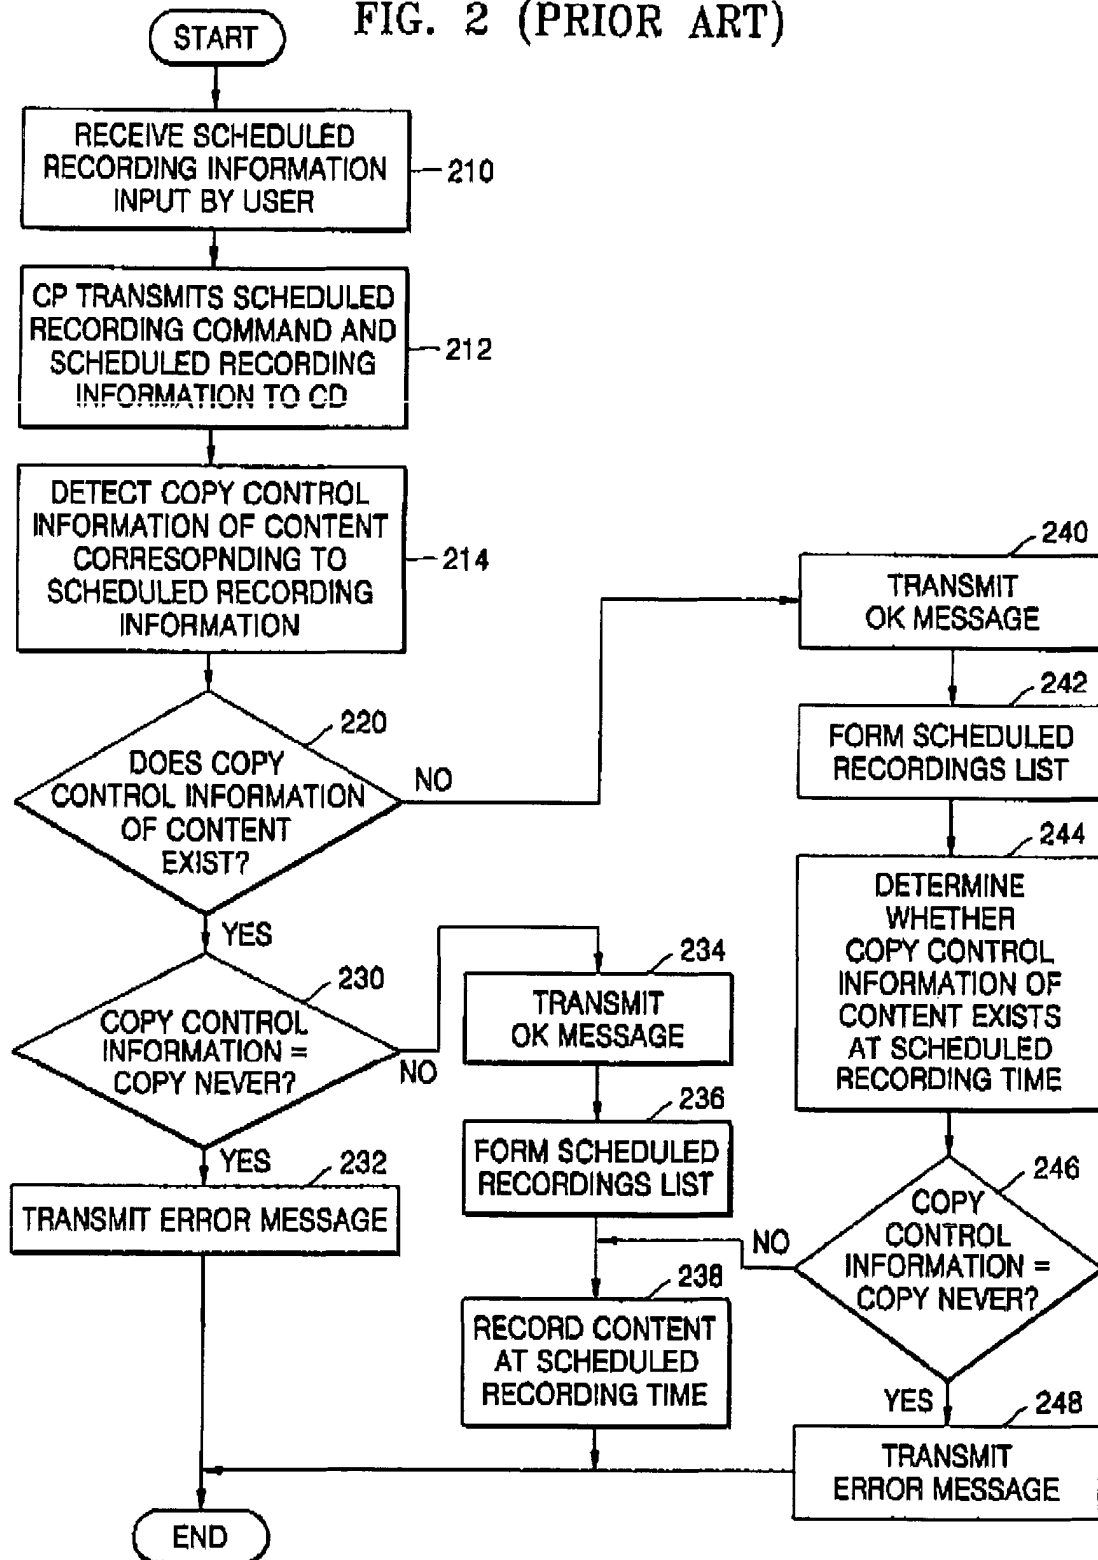 FIG. 2 (PRIOR ART)
START
RECEIVE SCHEDULED
RECORDING INFORMATION
INPUT BY USER
210
CP TRANSMITS SCHEDULED
RECORDING COMMAND AND
SCHEDULED RECORDING
INFORMATION TO CD
212
DETECT COPY CONTROL
INFORMATION OF CONTENT
CORRESOPNDING TO
SCHEDULED RECORDING
INFORMATION
214
220
DOES COPY
CONTROL INFORMATION
OF CONTENT
EXIST?
NO
YES
230
COPY CONTROL
INFORMATION =
COPY NEVER?
NO
YES
232
TRANSMIT ERROR MESSAGE
234
TRANSMIT
OK MESSAGE
236
FORM SCHEDULED
RECORDINGS LIST
238
RECORD CONTENT
AT SCHEDULED
RECORDING TIME
240
TRANSMIT
OK MESSAGE
242
FORM SCHEDULED
RECORDINGS LIST
244
DETERMINE
WHETHER
COPY CONTROL
INFORMATION OF
CONTENT EXISTS
AT SCHEDULED
RECORDING TIME
246
COPY
CONTROL
INFORMATION =
COPY NEVER?
NO
YES
248
TRANSMIT
ERROR MESSAGE
END